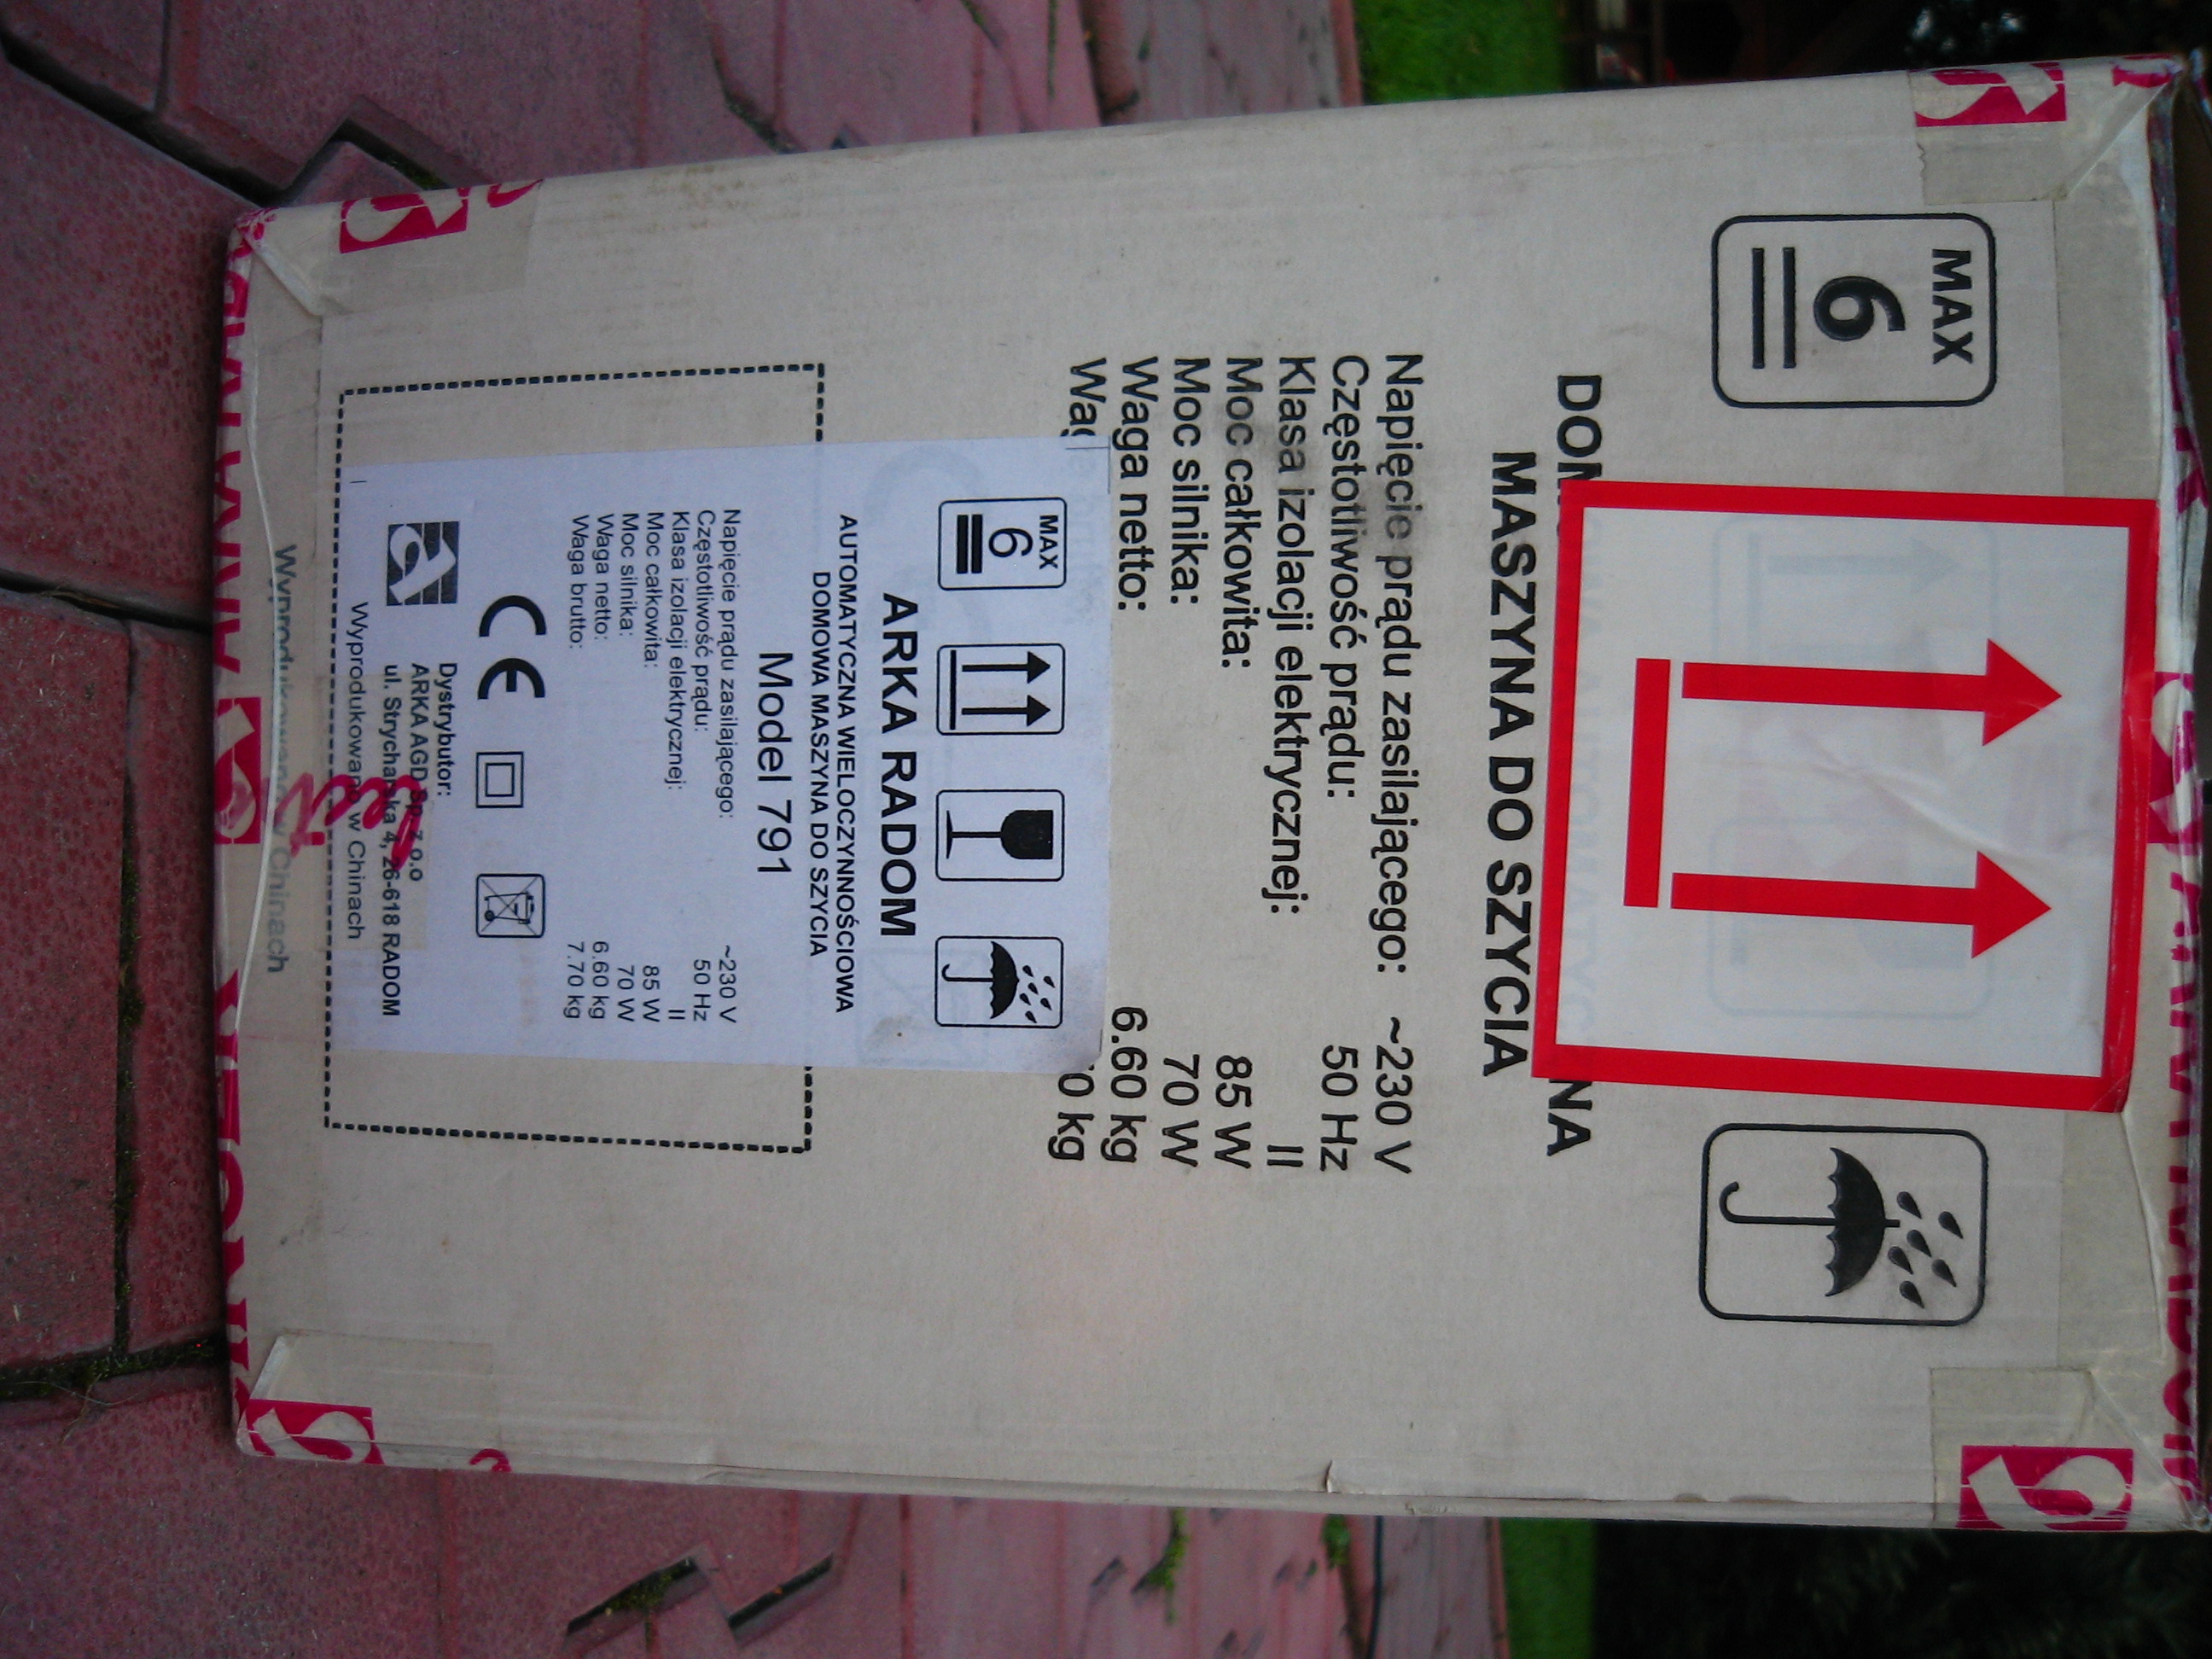 MAX
6
DOM
NA
MASZYNA DO SZYCIA
Napięcie prądu zasilającego: ~230 V
Częstotliwość prądu: 50 Hz
Klasa izolacji elektrycznej: II
Moc całkowita: 85 W
Moc silnika: 70 W
Waga netto: 6.60 kg
Wag 0 kg
MAX
6
ARKA RADOM
AUTOMATYCZNA WIELOCZYNNOŚCIOWA
DOMOWA MASZYNA DO SZYCIA
Model 791
Napięcie prądu zasilającego: ~230 V
Częstotliwość prądu: 50 Hz
Klasa izolacji elektrycznej: II
Moc całkowita: 85 W
Moc silnika: 70 W
Waga netto: 6.60 kg
Waga brutto: 7.70 kg
CE
Dystrybutor:
ARKA AGD Sp. z o.o
ul. Strycharska 4, 26-618 RADOM
Wyprodukowano w Chinach
Wyprodukowano w Chinach